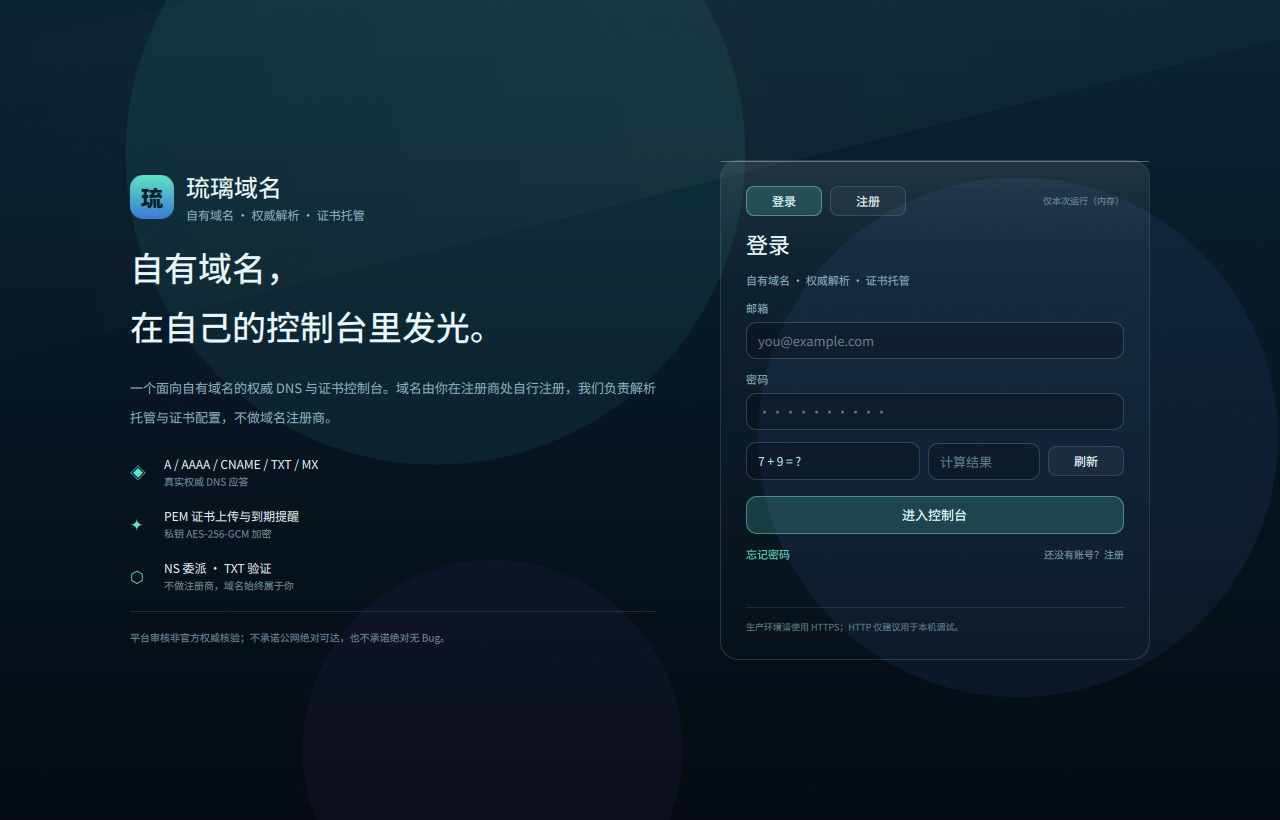 琉
琉璃域名
自有域名 · 权威解析 · 证书托管
自有域名，
在自己的控制台里发光。
一个面向自有域名的权威 DNS 与证书控制台。域名由你在注册商处自行注册，我们负责解析
托管与证书配置，不做域名注册商。
A / AAAA / CNAME / TXT / MX
真实权威 DNS 应答
PEM 证书上传与到期提醒
私钥 AES-256-GCM 加密
NS 委派 · TXT 验证
不做注册商，域名始终属于你
平台审核非官方权威核验；不承诺公网绝对可达，也不承诺绝对无 Bug。
登录 注册 仅本次运行（内存）
登录
自有域名 · 权威解析 · 证书托管
邮箱
you@example.com
密码
· · · · · · · · · ·
7 + 9 = ? 计算结果 刷新
进入控制台
忘记密码 还没有账号？注册
生产环境请使用 HTTPS；HTTP 仅建议用于本机调试。